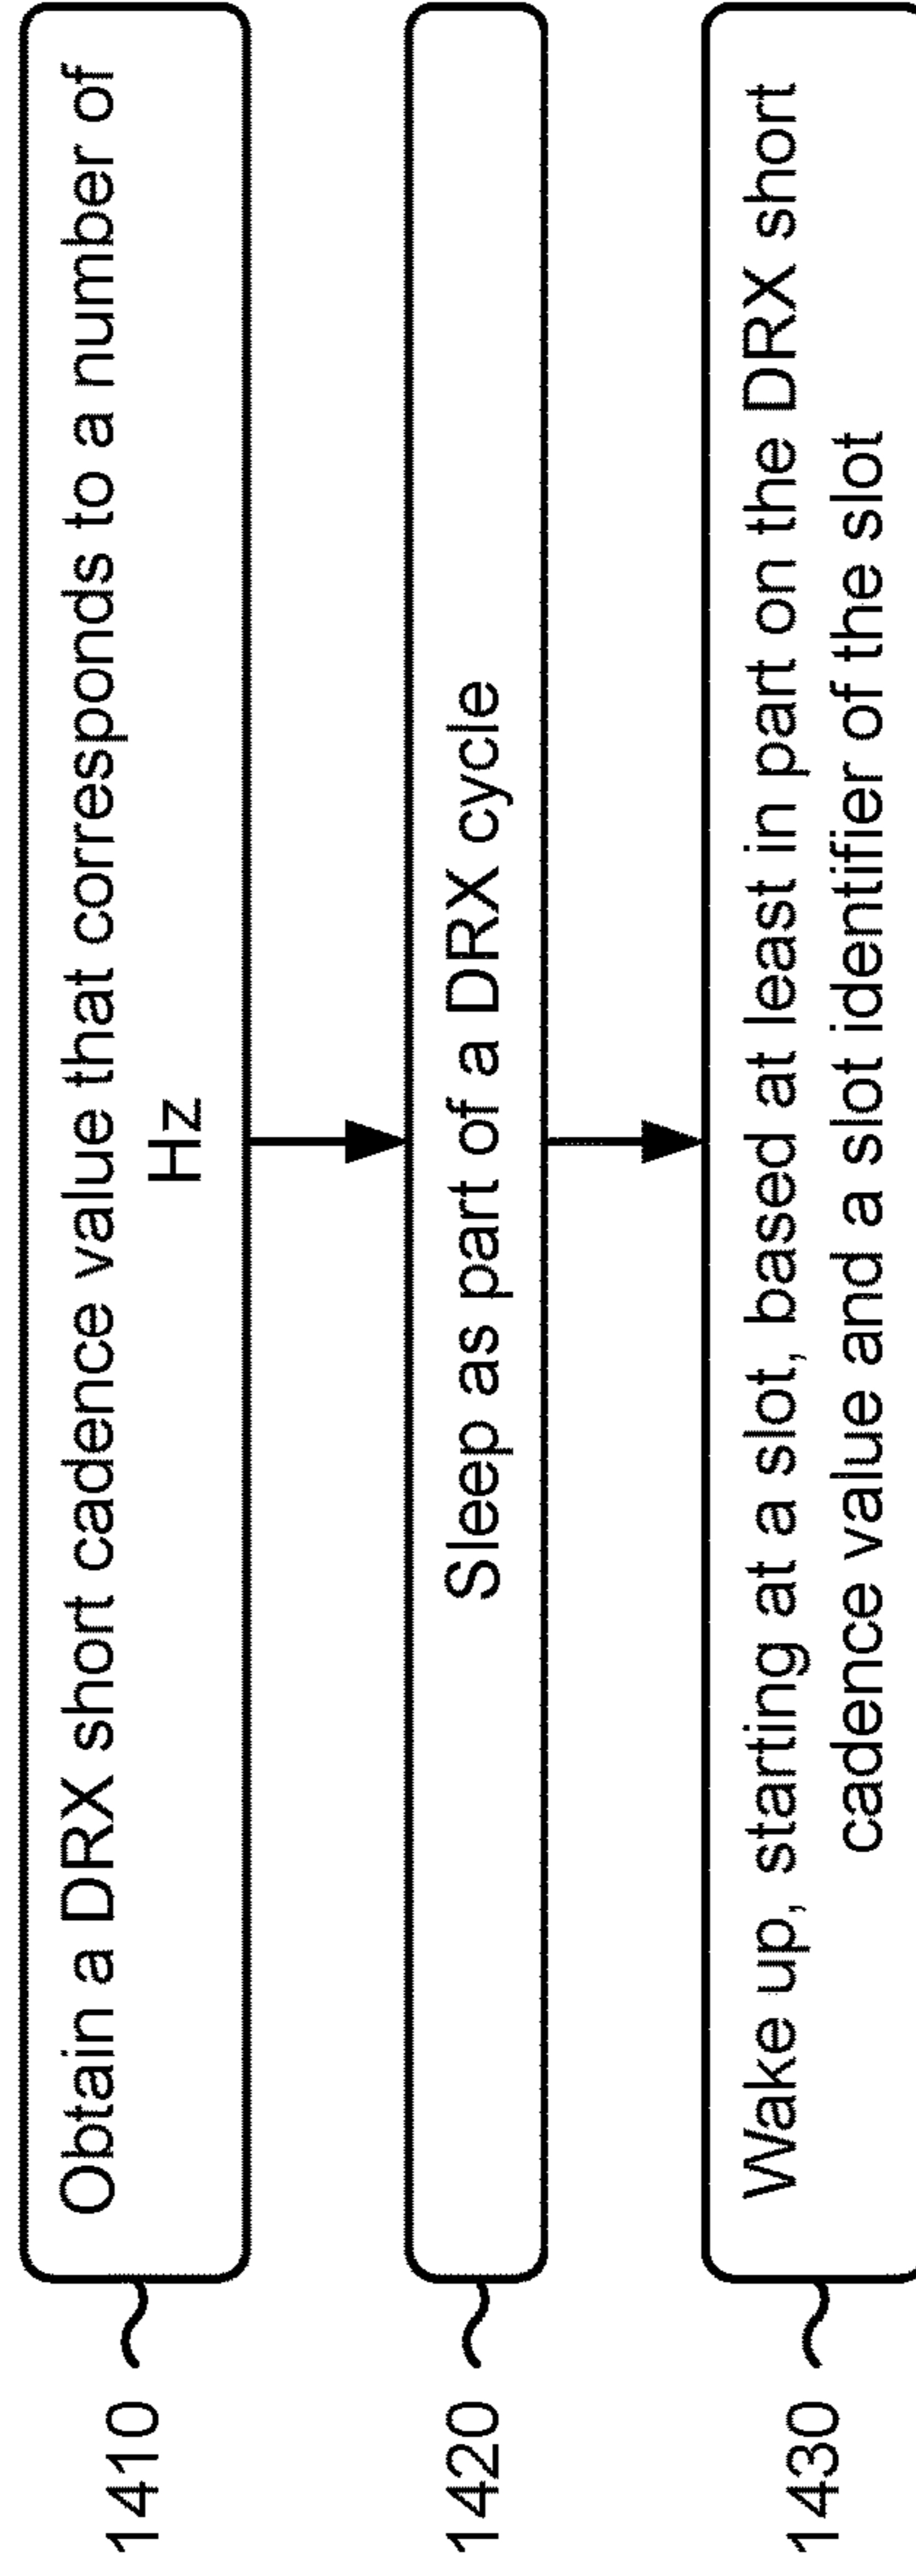 1410
Obtain a DRX short cadence value that corresponds to a number of
Hz
1420
Sleep as part of a DRX cycle
1430
Wake up, starting at a slot, based at least in part on the DRX short
cadence value and a slot identifier of the slot